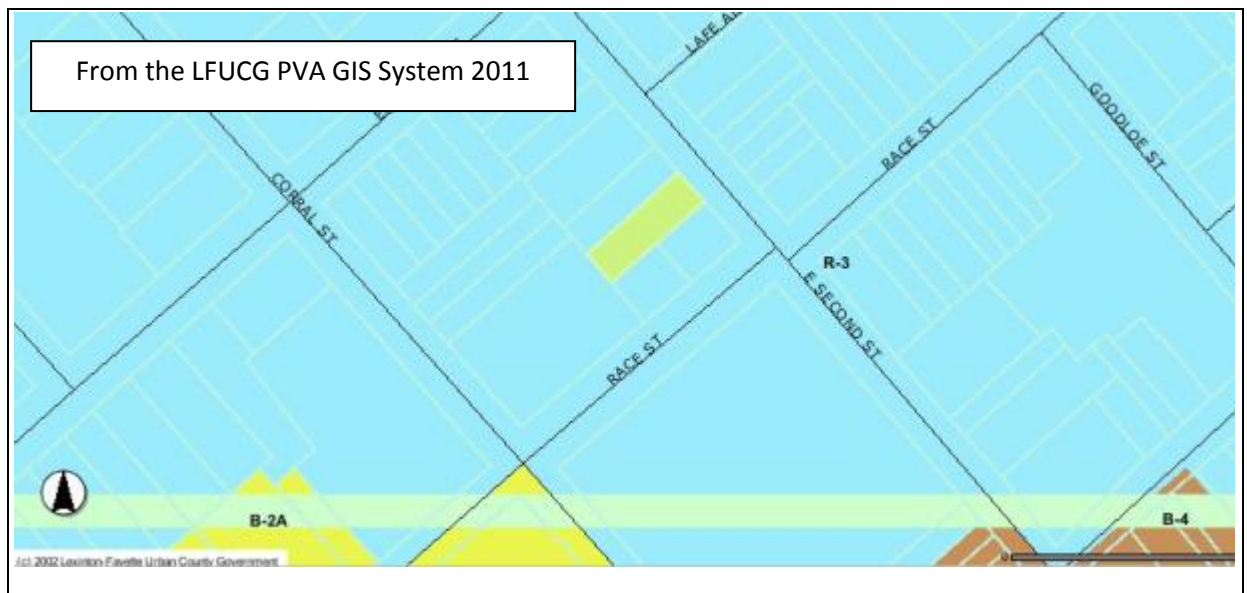 From the LFUCG PVA GIS System 2011
CORRAL ST
RACE ST
GOODLOE ST
R-3
E SECOND ST
RACE ST
B-2A
B-4
(c) 2002 Lexinton-Fayette Urban County Government